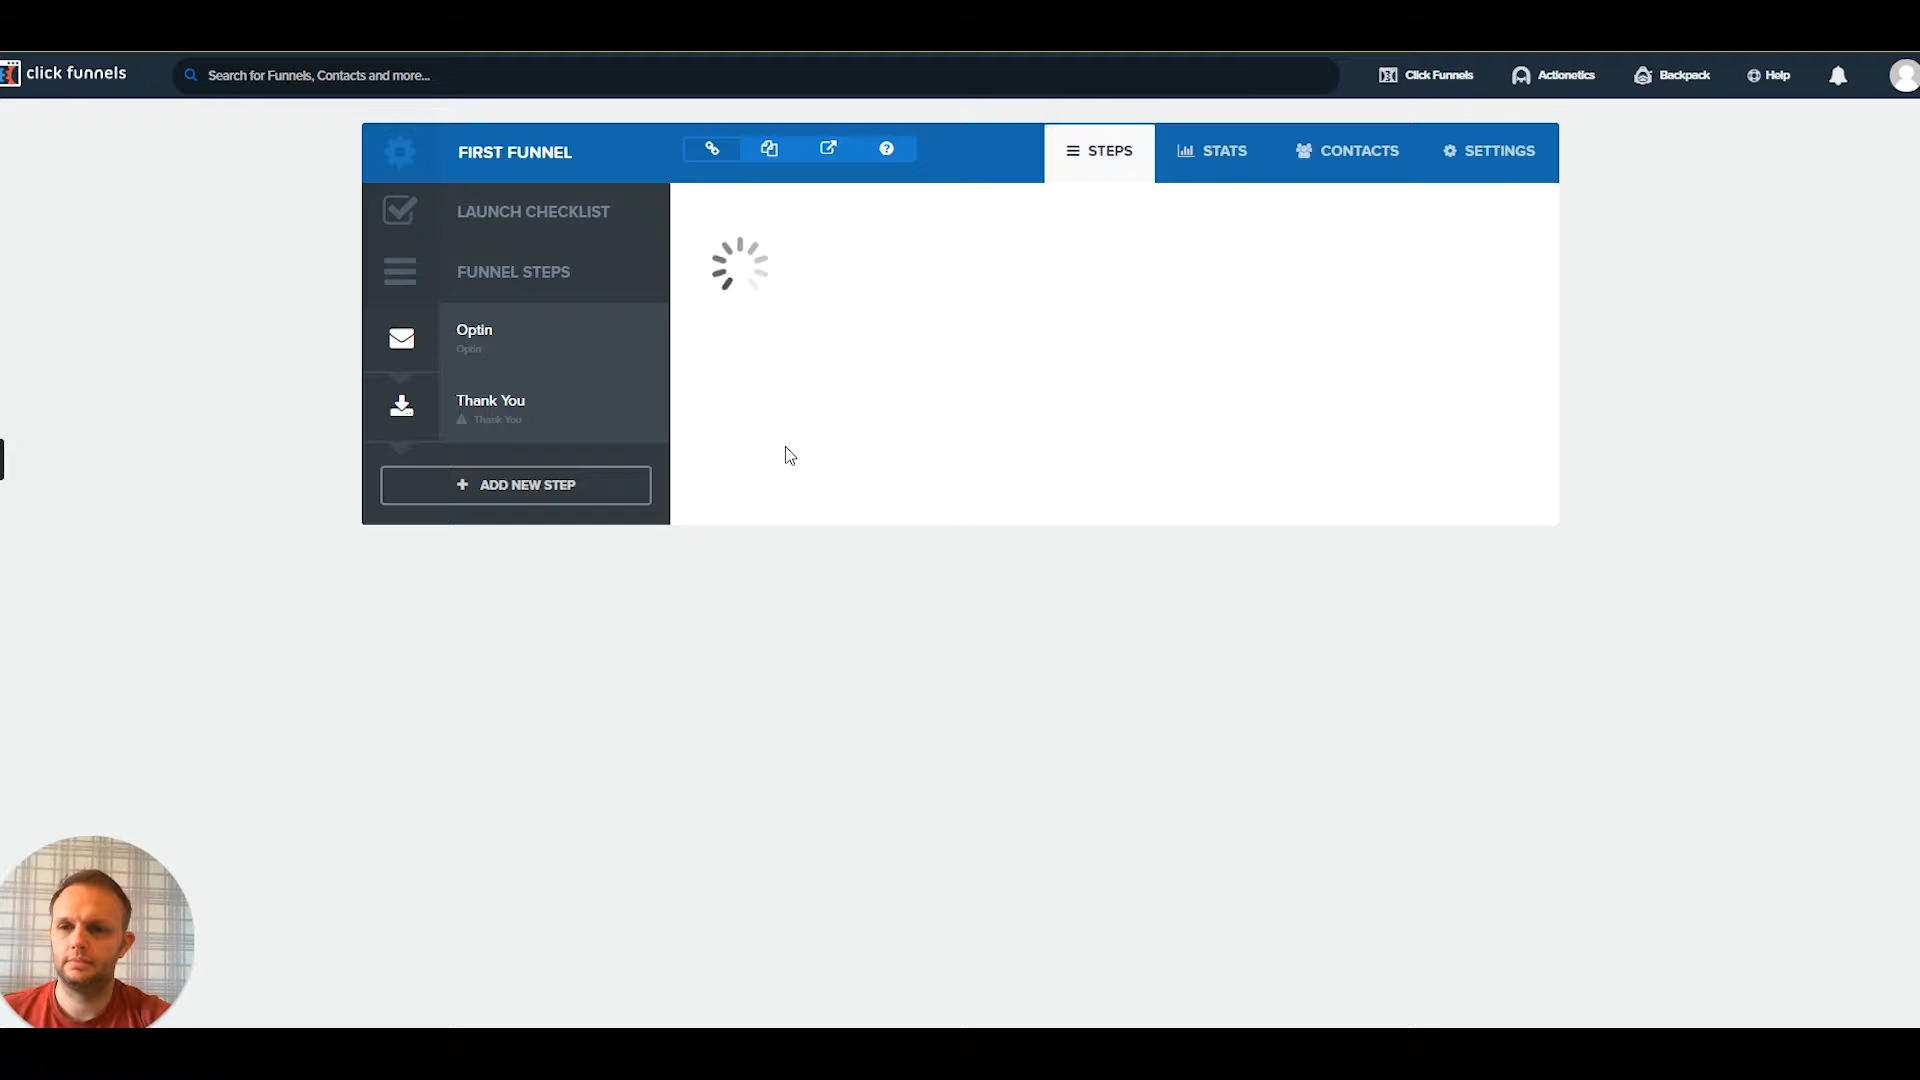 click funnels
Search for Funnels, Contacts and more...
Click Funnels
Actionetics
Backpack
Help
FIRST FUNNEL
STEPS
STATS
CONTACTS
SETTINGS
LAUNCH CHECKLIST
FUNNEL STEPS
Optin
Optin
Thank You
Thank You
+ ADD NEW STEP